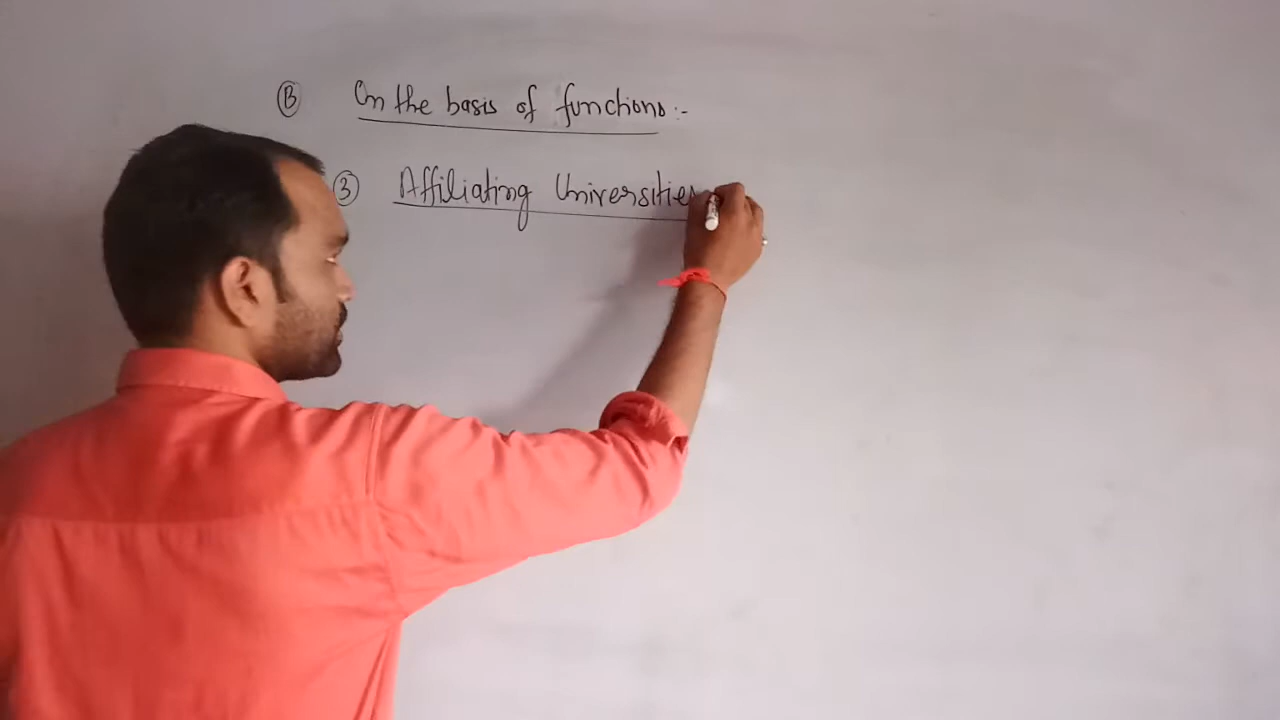 Ⓑ On the basis of functions:-
③ Affiliating Universities